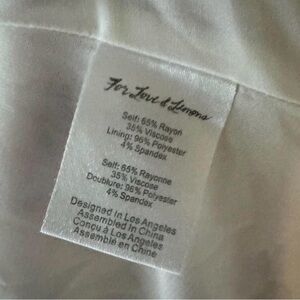 For Love & Lemons
Self: 65% Rayon
35% Viscose
Lining: 96% Polyester
4% Spandex
Self: 65% Rayonne
35% Viscose
Doublure: 96% Polyester
4% Spandex
Designed in Los Angeles
Assembled in China
Conçu à Los Angeles
Assemblé en Chine